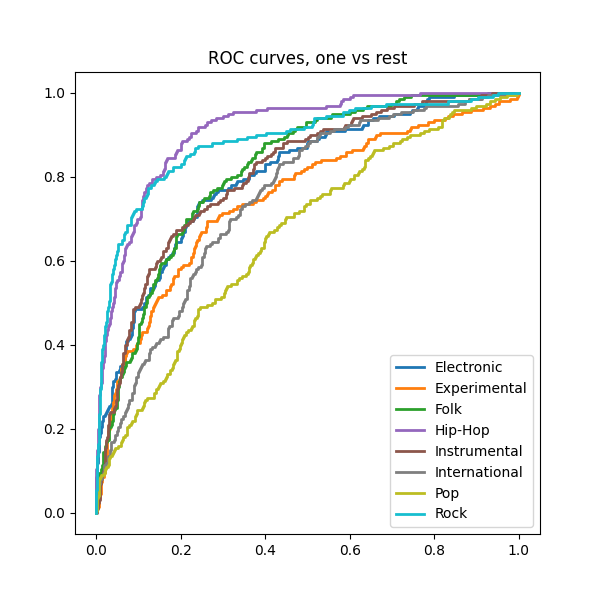 ROC curves, one vs rest
1.0
0.8
0.6
0.4
0.2
0.0
0.0 0.2 0.4 0.6 0.8 1.0
Electronic
Experimental
Folk
Hip-Hop
Instrumental
International
Pop
Rock